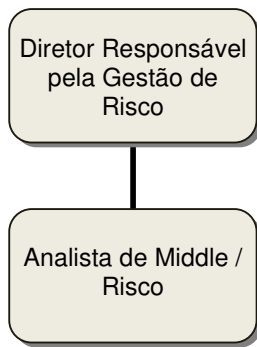 Diretor Responsável
pela Gestão de
Risco
Analista de Middle /
Risco